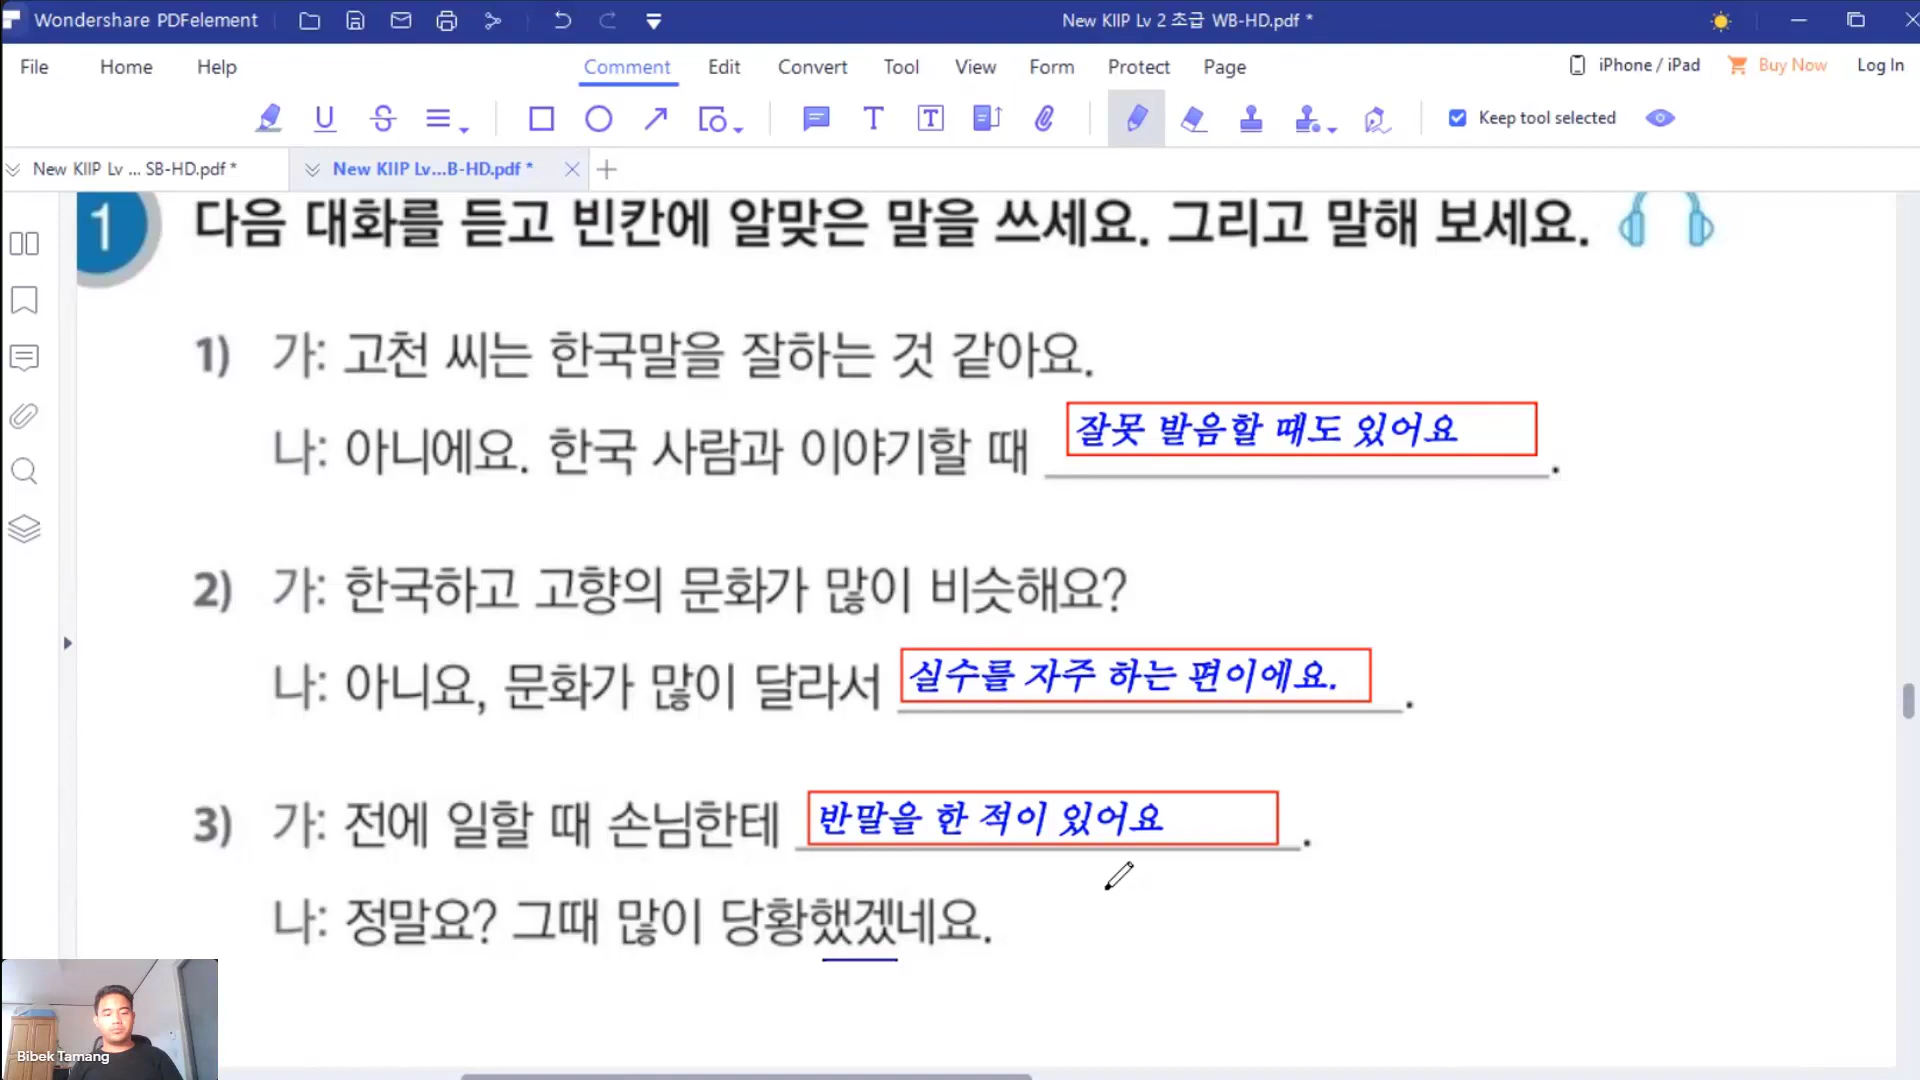 Wondershare PDFelement
New KIIP Lv 2 초급 WB-HD.pdf *
File Home Help Comment Edit Convert Tool View Form Protect Page iPhone / iPad Buy Now Log In
Keep tool selected
New KIIP Lv ... SB-HD.pdf * New KIIP Lv...B-HD.pdf *
1 다음 대화를 듣고 빈칸에 알맞은 말을 쓰세요. 그리고 말해 보세요.
1) 가: 고천 씨는 한국말을 잘하는 것 같아요.
나: 아니에요. 한국 사람과 이야기할 때 잘못 발음할 때도 있어요.
2) 가: 한국하고 고향의 문화가 많이 비슷해요?
나: 아니요, 문화가 많이 달라서 실수를 자주 하는 편이에요. .
3) 가: 전에 일할 때 손님한테 반말을 한 적이 있어요.
나: 정말요? 그때 많이 당황했겠네요.
Bibek Tamang